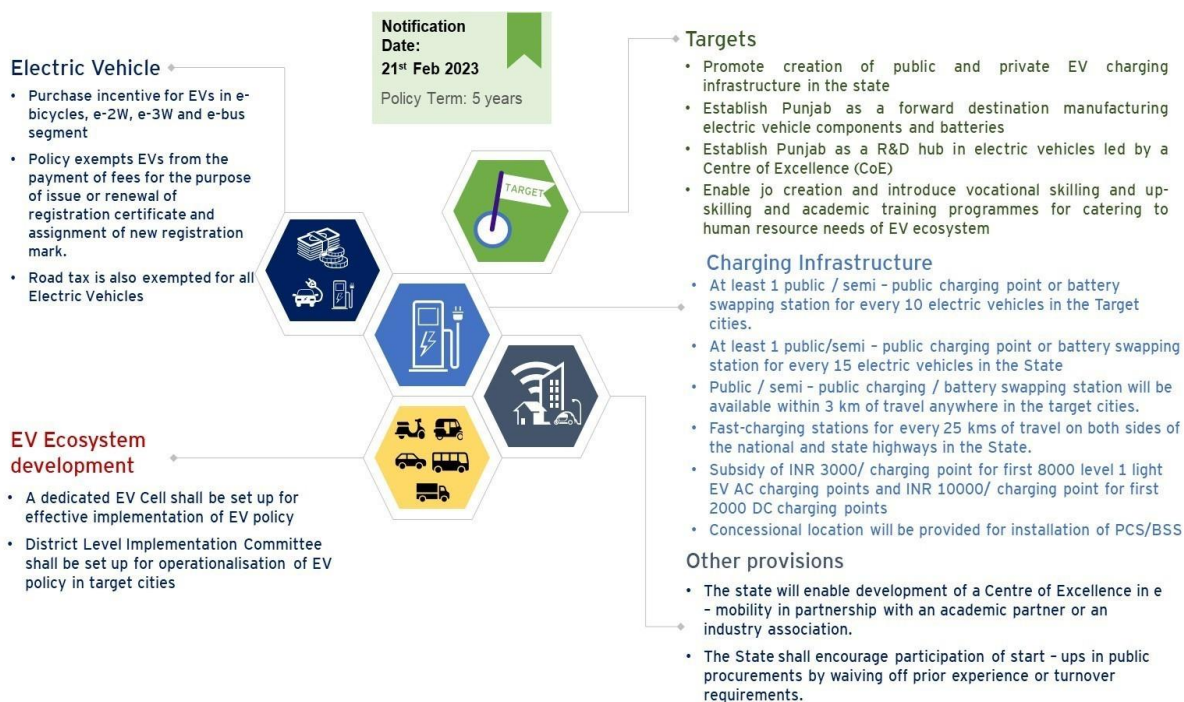 Notification
Date:
21st Feb 2023
Policy Term: 5 years
Electric Vehicle
• Purchase incentive for EVs in e-
bicycles, e-2W, e-3W and e-bus
segment
• Policy exempts EVs from the
payment of fees for the purpose
of issue or renewal of
registration certificate and
assignment of new registration
mark.
• Road tax is also exempted for all
Electric Vehicles
EV Ecosystem
development
• A dedicated EV Cell shall be set up for
effective implementation of EV policy
• District Level Implementation Committee
shall be set up for operationalisation of EV
policy in target cities
TARGET
Targets
• Promote creation of public and private EV charging
infrastructure in the state
• Establish Punjab as a forward destination manufacturing
electric vehicle components and batteries
• Establish Punjab as a R&D hub in electric vehicles led by a
Centre of Excellence (CoE)
• Enable jo creation and introduce vocational skilling and up-
skilling and academic training programmes for catering to
human resource needs of EV ecosystem
Charging Infrastructure
• At least 1 public / semi – public charging point or battery
swapping station for every 10 electric vehicles in the Target
cities.
• At least 1 public/semi – public charging point or battery swapping
station for every 15 electric vehicles in the State
• Public / semi – public charging / battery swapping station will be
available within 3 km of travel anywhere in the target cities.
• Fast-charging stations for every 25 kms of travel on both sides of
the national and state highways in the State.
• Subsidy of INR 3000/ charging point for first 8000 level 1 light
EV AC charging points and INR 10000/ charging point for first
2000 DC charging points
• Concessional location will be provided for installation of PCS/BSS
Other provisions
• The state will enable development of a Centre of Excellence in e
– mobility in partnership with an academic partner or an
industry association.
• The State shall encourage participation of start – ups in public
procurements by waiving off prior experience or turnover
requirements.